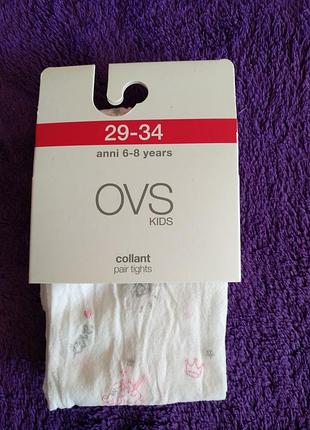 29-34
anni 6-8 years
OVS
KIDS
collant
pair tights